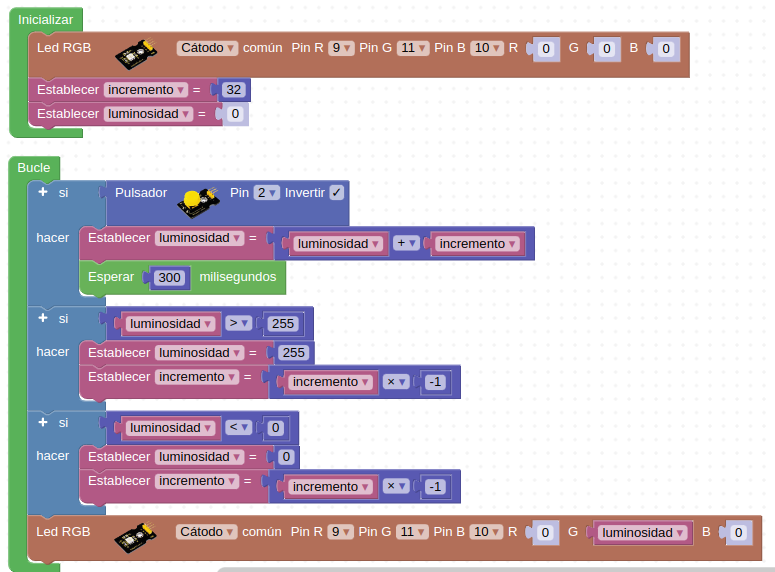 Inicializar
Led RGB Cátodo ▾ común Pin R 9 ▾ Pin G 11 ▾ Pin B 10 ▾ R 0 G 0 B 0
Establecer incremento ▾ = 32
Establecer luminosidad ▾ = 0
Bucle
+ si Pulsador Pin 2 ▾ Invertir ✓
hacer Establecer luminosidad ▾ = luminosidad ▾ + ▾ incremento ▾
Esperar 300 milisegundos
+ si luminosidad ▾ > ▾ 255
hacer Establecer luminosidad ▾ = 255
Establecer incremento ▾ = incremento ▾ × ▾ -1
+ si luminosidad ▾ < ▾ 0
hacer Establecer luminosidad ▾ = 0
Establecer incremento ▾ = incremento ▾ × ▾ -1
Led RGB Cátodo ▾ común Pin R 9 ▾ Pin G 11 ▾ Pin B 10 ▾ R 0 G luminosidad ▾ B 0